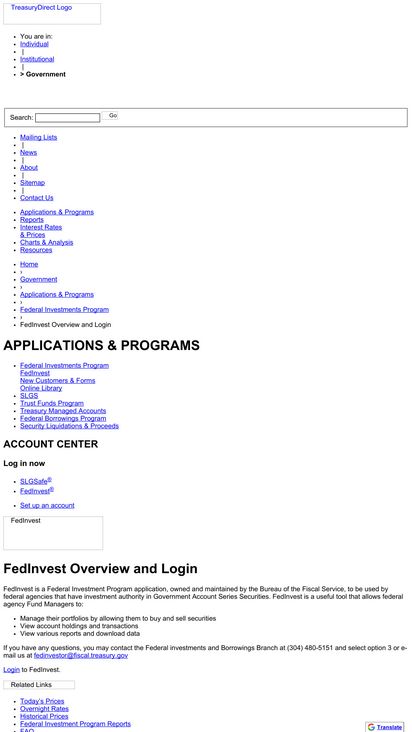 TreasuryDirect Logo
You are in:
Individual
|
Institutional
|
> Government
Search: Go
Mailing Lists
|
News
|
About
|
Sitemap
|
Contact Us
Applications & Programs
Reports
Interest Rates
& Prices
Charts & Analysis
Resources
Home
›
Government
›
Applications & Programs
›
Federal Investments Program
›
FedInvest Overview and Login
APPLICATIONS & PROGRAMS
Federal Investments Program
FedInvest
New Customers & Forms
Online Library
SLGS
Trust Funds Program
Treasury Managed Accounts
Federal Borrowings Program
Security Liquidations & Proceeds
ACCOUNT CENTER
Log in now
SLGSafe®
FedInvest®
Set up an account
FedInvest
FedInvest Overview and Login
FedInvest is a Federal Investment Program application, owned and maintained by the Bureau of the Fiscal Service, to be used by
federal agencies that have investment authority in Government Account Series Securities. FedInvest is a useful tool that allows federal
agency Fund Managers to:
Manage their portfolios by allowing them to buy and sell securities
View account holdings and transactions
View various reports and download data
If you have any questions, you may contact the Federal investments and Borrowings Branch at (304) 480-5151 and select option 3 or e-
mail us at fedinvestor@fiscal.treasury.gov
Login to FedInvest.
Related Links
Today's Prices
Overnight Rates
Historical Prices
Federal Investment Program Reports
FAQ
Translate